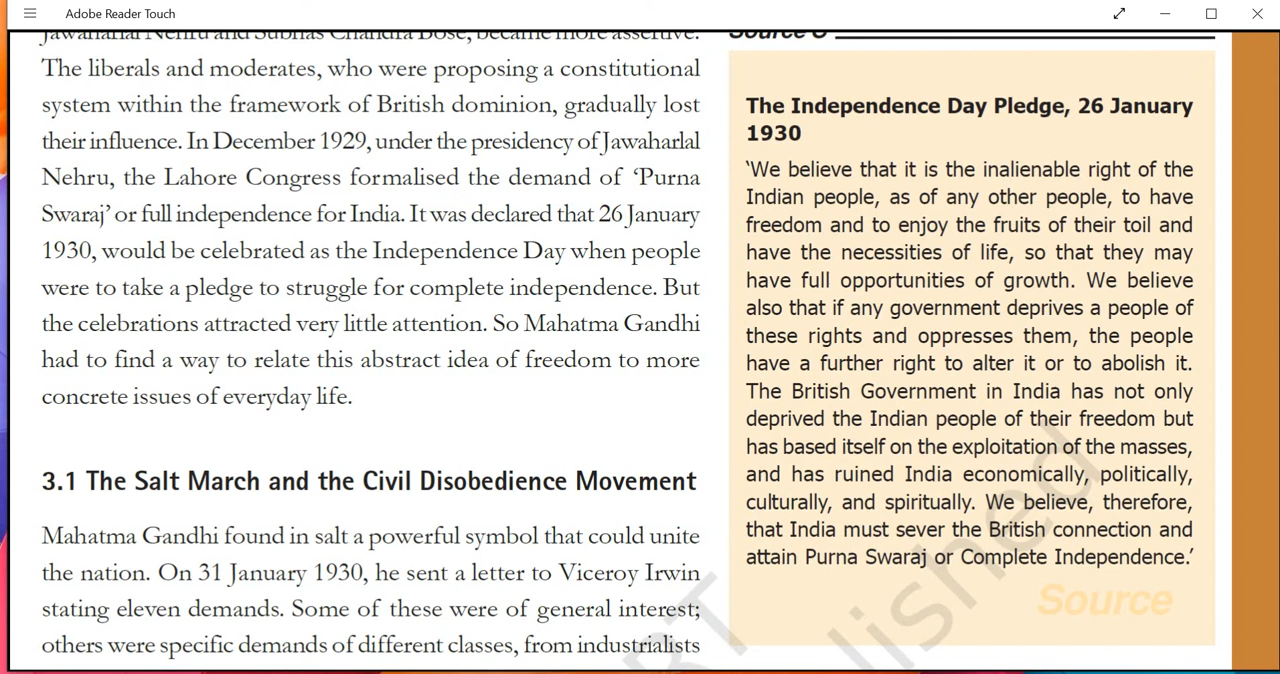 Adobe Reader Touch
Jawaharlal Nehru and Subhas Chandra Bose, became more assertive.
The liberals and moderates, who were proposing a constitutional
system within the framework of British dominion, gradually lost
their influence. In December 1929, under the presidency of Jawaharlal
Nehru, the Lahore Congress formalised the demand of ‘Purna
Swaraj’ or full independence for India. It was declared that 26 January
1930, would be celebrated as the Independence Day when people
were to take a pledge to struggle for complete independence. But
the celebrations attracted very little attention. So Mahatma Gandhi
had to find a way to relate this abstract idea of freedom to more
concrete issues of everyday life.
3.1 The Salt March and the Civil Disobedience Movement
Mahatma Gandhi found in salt a powerful symbol that could unite
the nation. On 31 January 1930, he sent a letter to Viceroy Irwin
stating eleven demands. Some of these were of general interest;
others were specific demands of different classes, from industrialists
Source
The Independence Day Pledge, 26 January
1930
‘We believe that it is the inalienable right of the
Indian people, as of any other people, to have
freedom and to enjoy the fruits of their toil and
have the necessities of life, so that they may
have full opportunities of growth. We believe
also that if any government deprives a people of
these rights and oppresses them, the people
have a further right to alter it or to abolish it.
The British Government in India has not only
deprived the Indian people of their freedom but
has based itself on the exploitation of the masses,
and has ruined India economically, politically,
culturally, and spiritually. We believe, therefore,
that India must sever the British connection and
attain Purna Swaraj or Complete Independence.’
Source